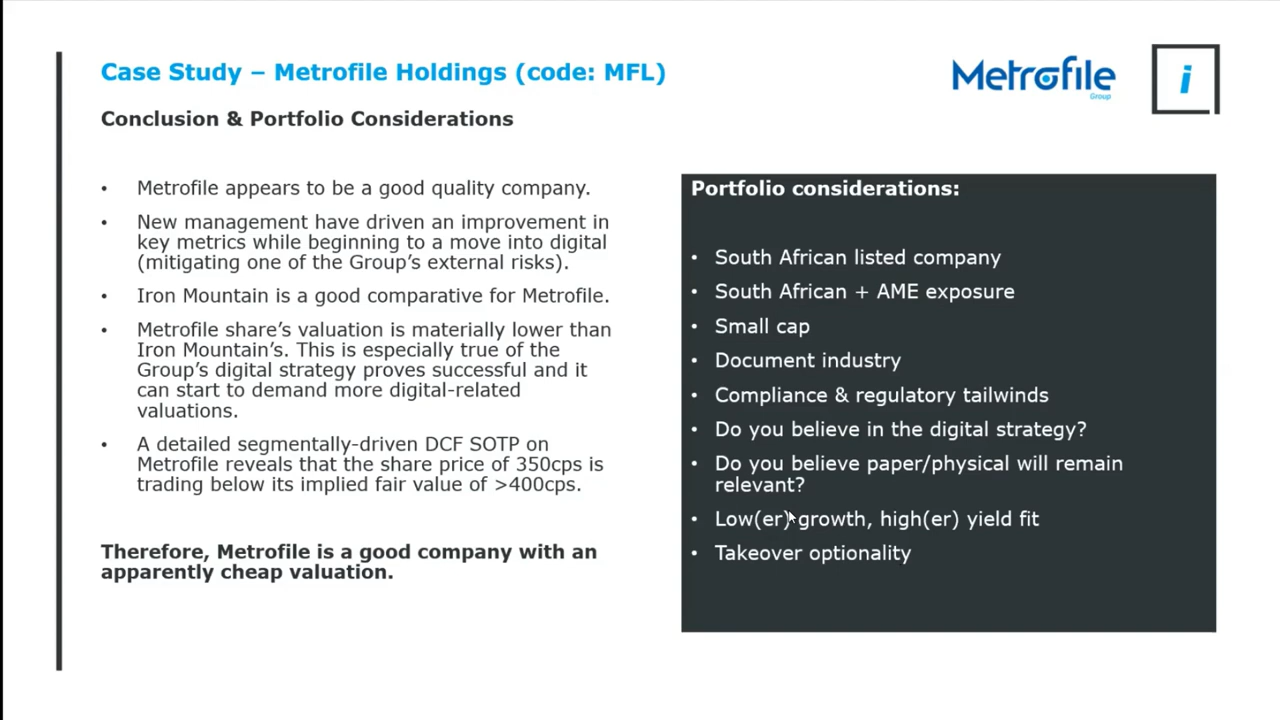 Case Study – Metrofile Holdings (code: MFL)
Metrofile
Group
i
Conclusion & Portfolio Considerations
• Metrofile appears to be a good quality company.
• New management have driven an improvement in
key metrics while beginning to a move into digital
(mitigating one of the Group's external risks).
• Iron Mountain is a good comparative for Metrofile.
• Metrofile share's valuation is materially lower than
Iron Mountain's. This is especially true of the
Group's digital strategy proves successful and it
can start to demand more digital-related
valuations.
• A detailed segmentally-driven DCF SOTP on
Metrofile reveals that the share price of 350cps is
trading below its implied fair value of >400cps.
Therefore, Metrofile is a good company with an
apparently cheap valuation.
Portfolio considerations:
• South African listed company
• South African + AME exposure
• Small cap
• Document industry
• Compliance & regulatory tailwinds
• Do you believe in the digital strategy?
• Do you believe paper/physical will remain
relevant?
• Low(er) growth, high(er) yield fit
• Takeover optionality